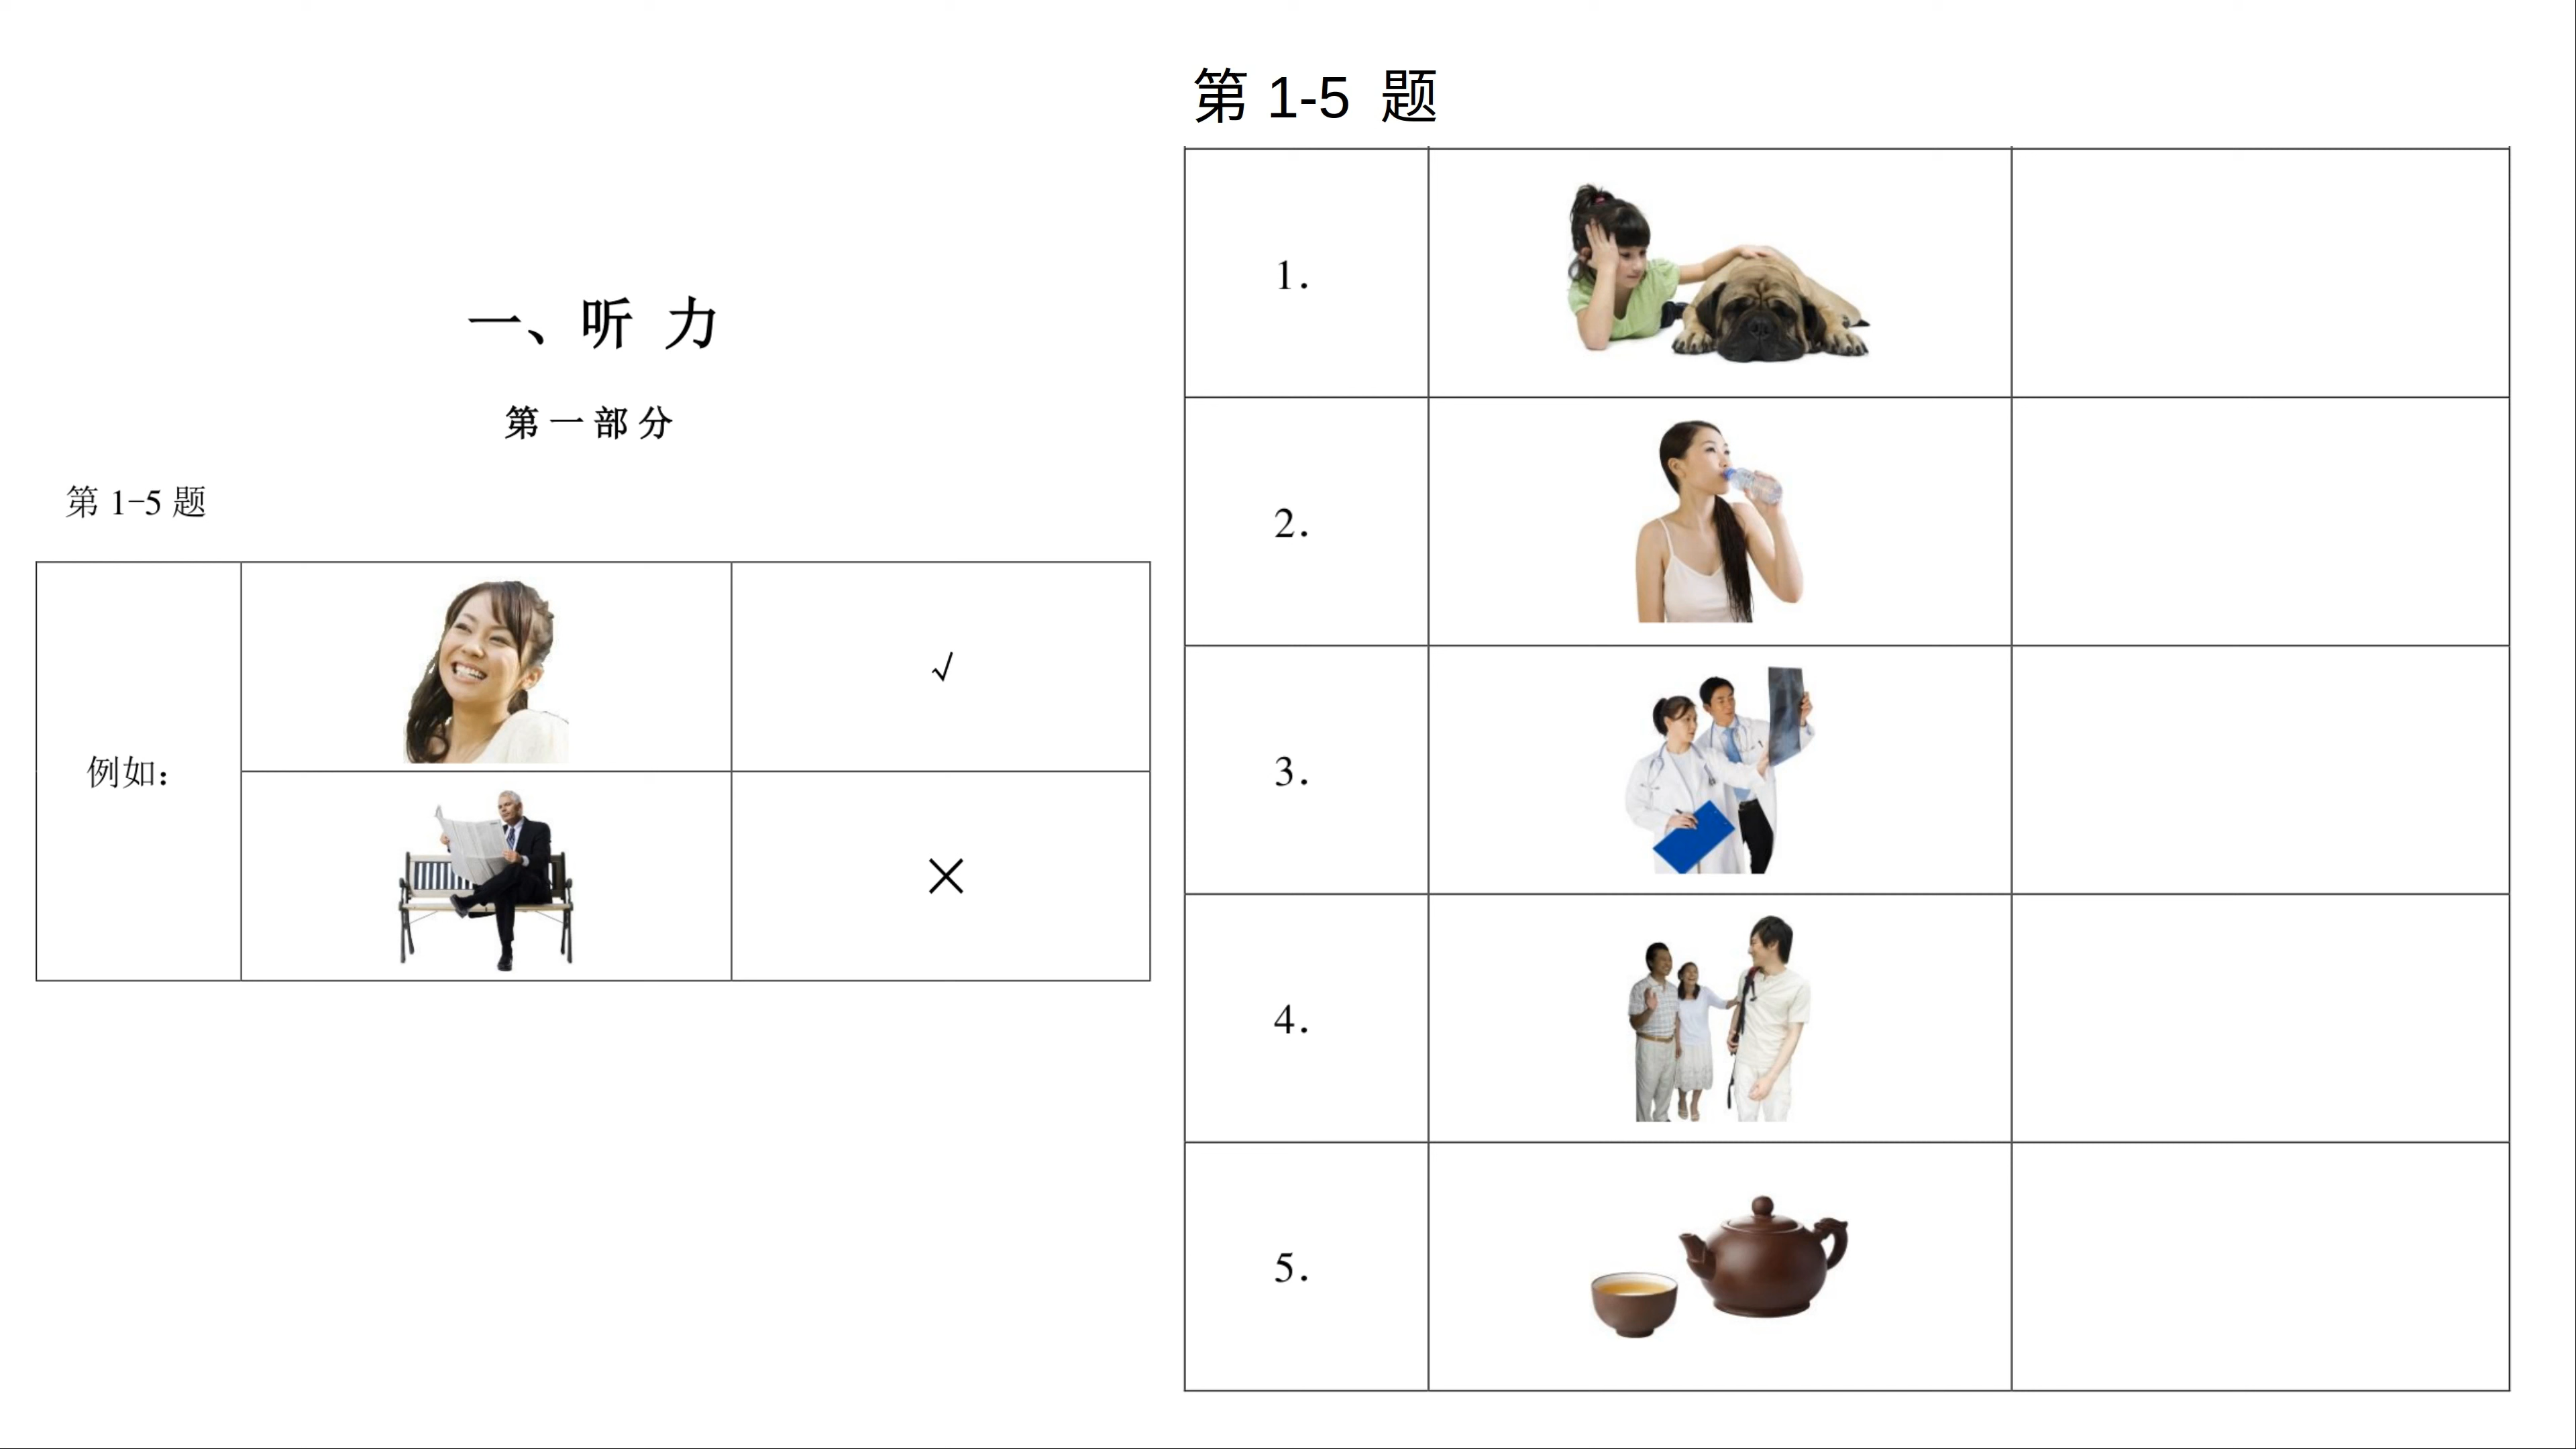 一、听 力
第一部分
第 1-5 题
例如：
√
×
第 1-5 题
1.
2.
3.
4.
5.